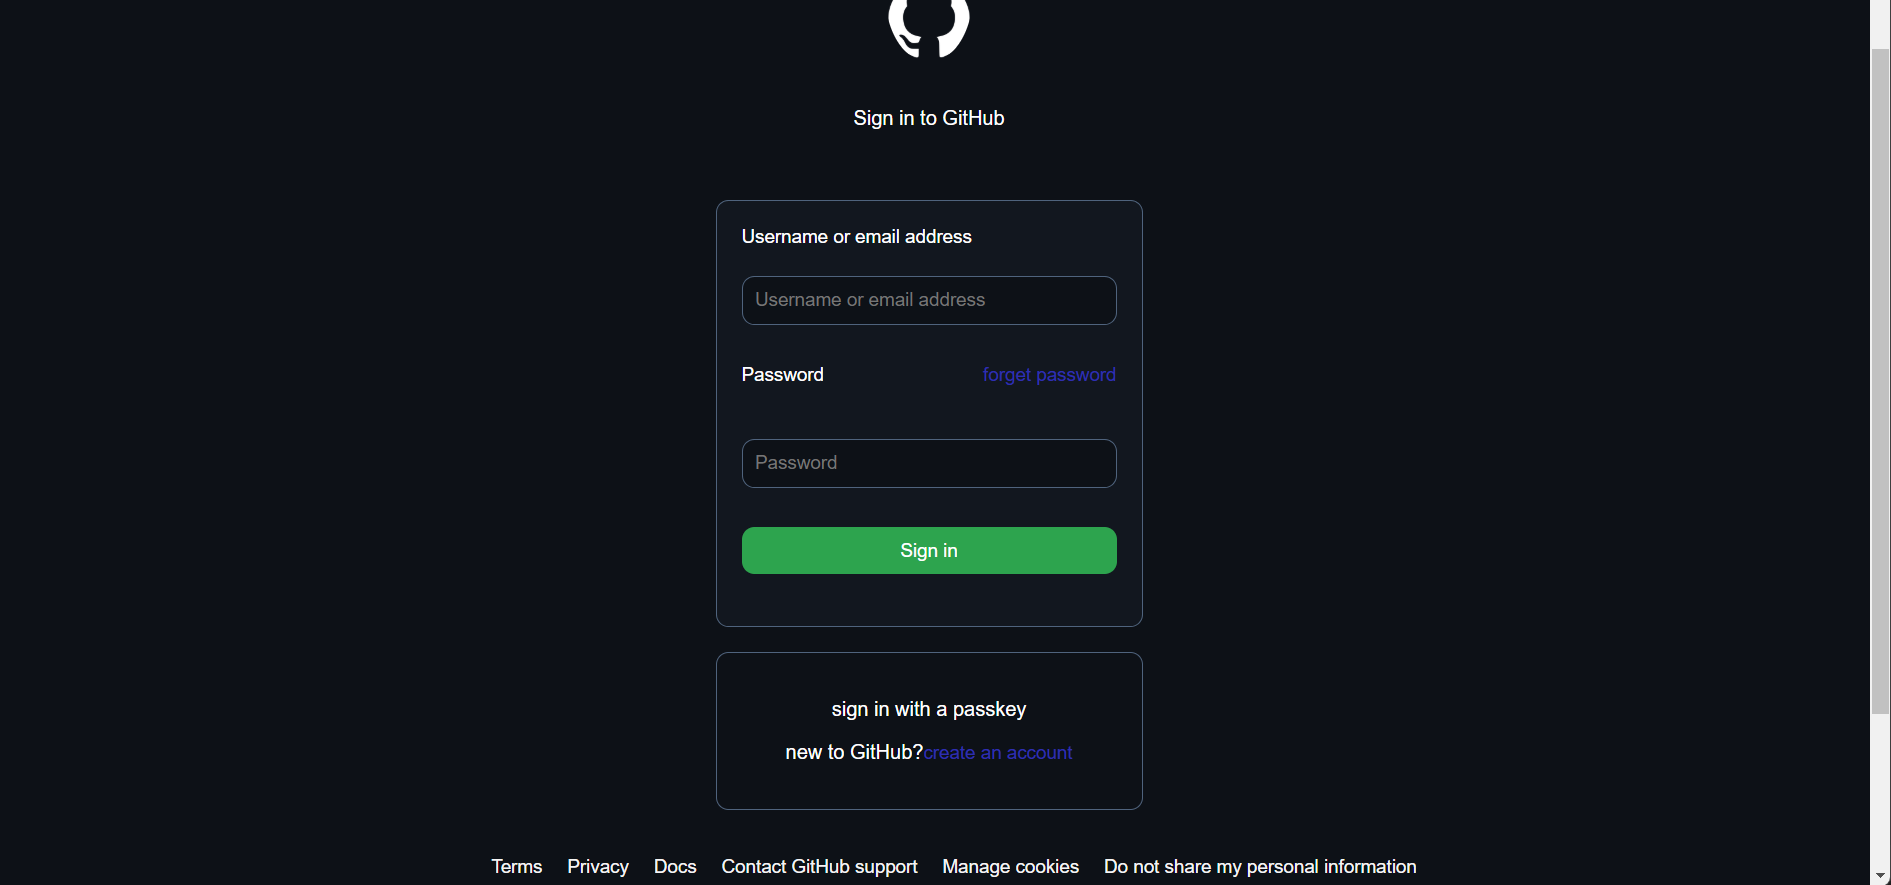 Sign in to GitHub
Username or email address
Username or email address
Password forget password
Password
Sign in
sign in with a passkey
new to GitHub?create an account
Terms Privacy Docs Contact GitHub support Manage cookies Do not share my personal information